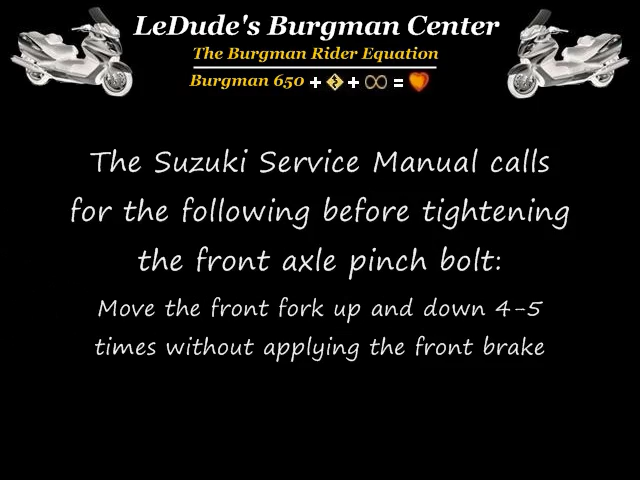 LeDude's Burgman Center
The Burgman Rider Equation
Burgman 650 + + ∞ =
The Suzuki Service Manual calls
for the following before tightening
the front axle pinch bolt:
Move the front fork up and down 4-5
times without applying the front brake